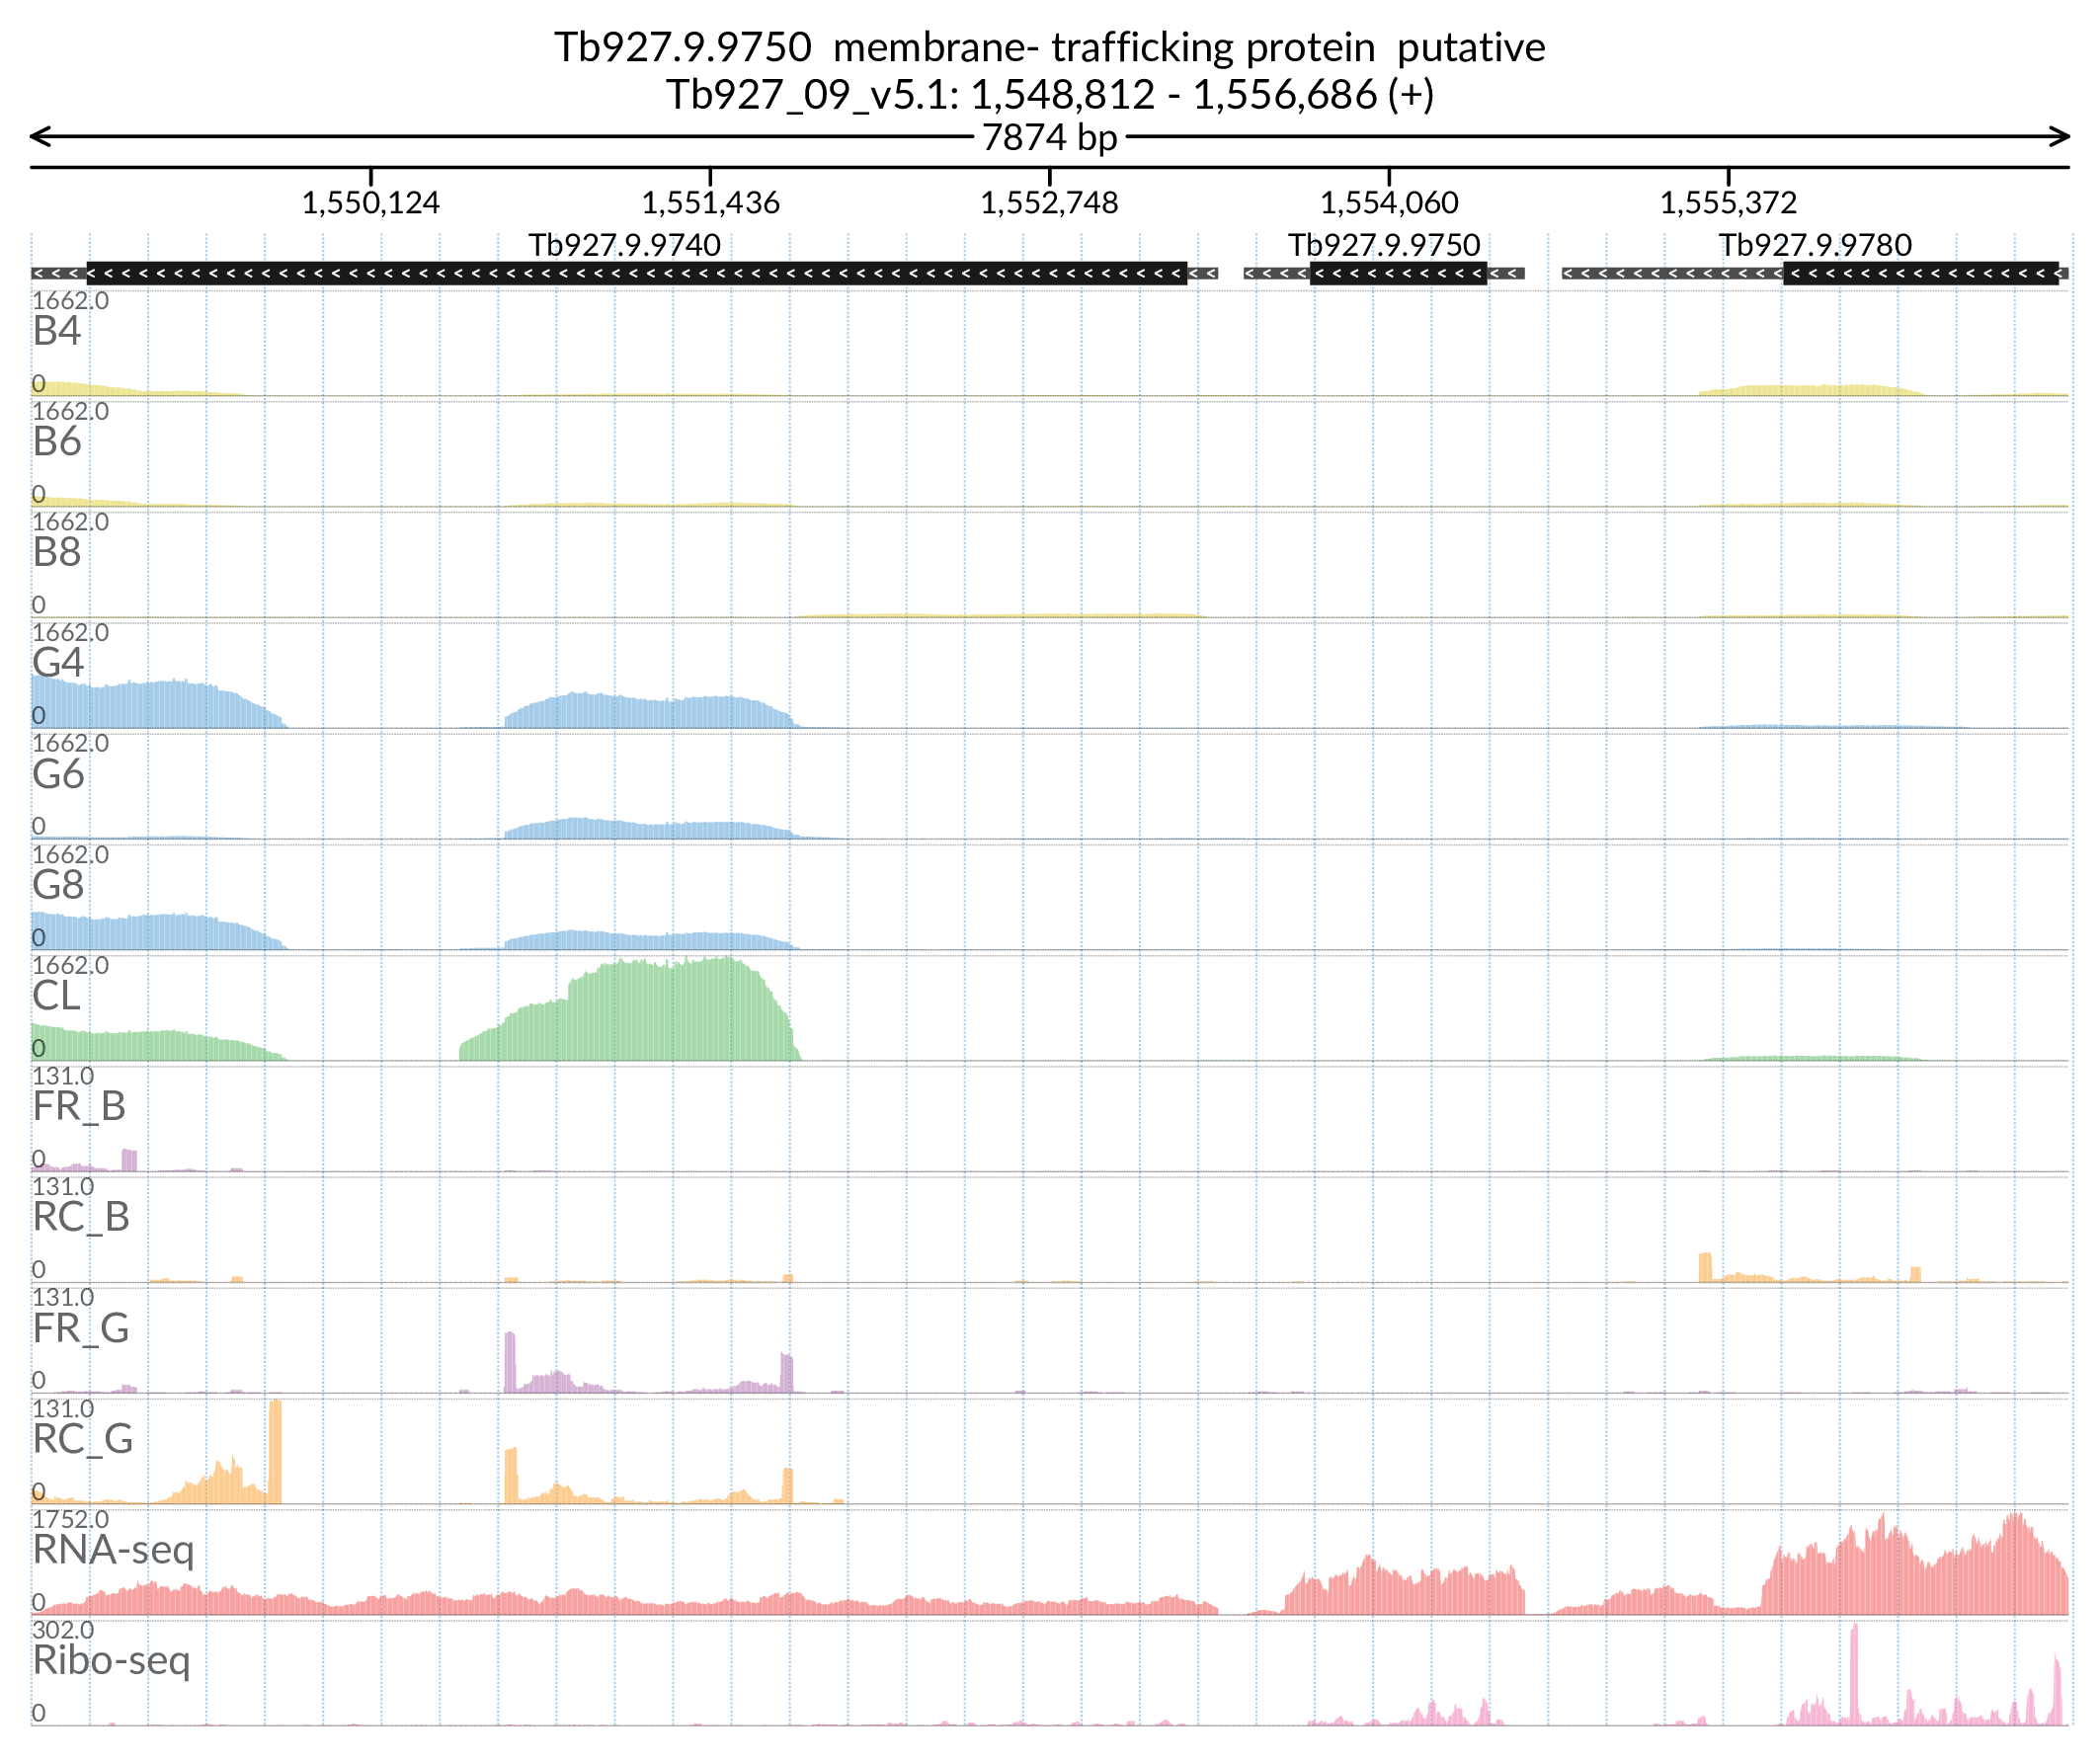 Tb927.9.9750 membrane- trafficking protein putative
Tb927_09_v5.1: 1,548,812 - 1,556,686 (+)
7874 bp
1,550,124 1,551,436 1,552,748 1,554,060 1,555,372
Tb927.9.9740 Tb927.9.9750 Tb927.9.9780
1662.0
B4
0
1662.0
B6
0
1662.0
B8
0
1662.0
G4
0
1662.0
G6
0
1662.0
G8
0
1662.0
CL
0
131.0
FR_B
0
131.0
RC_B
0
131.0
FR_G
0
131.0
RC_G
0
1752.0
RNA-seq
0
302.0
Ribo-seq
0